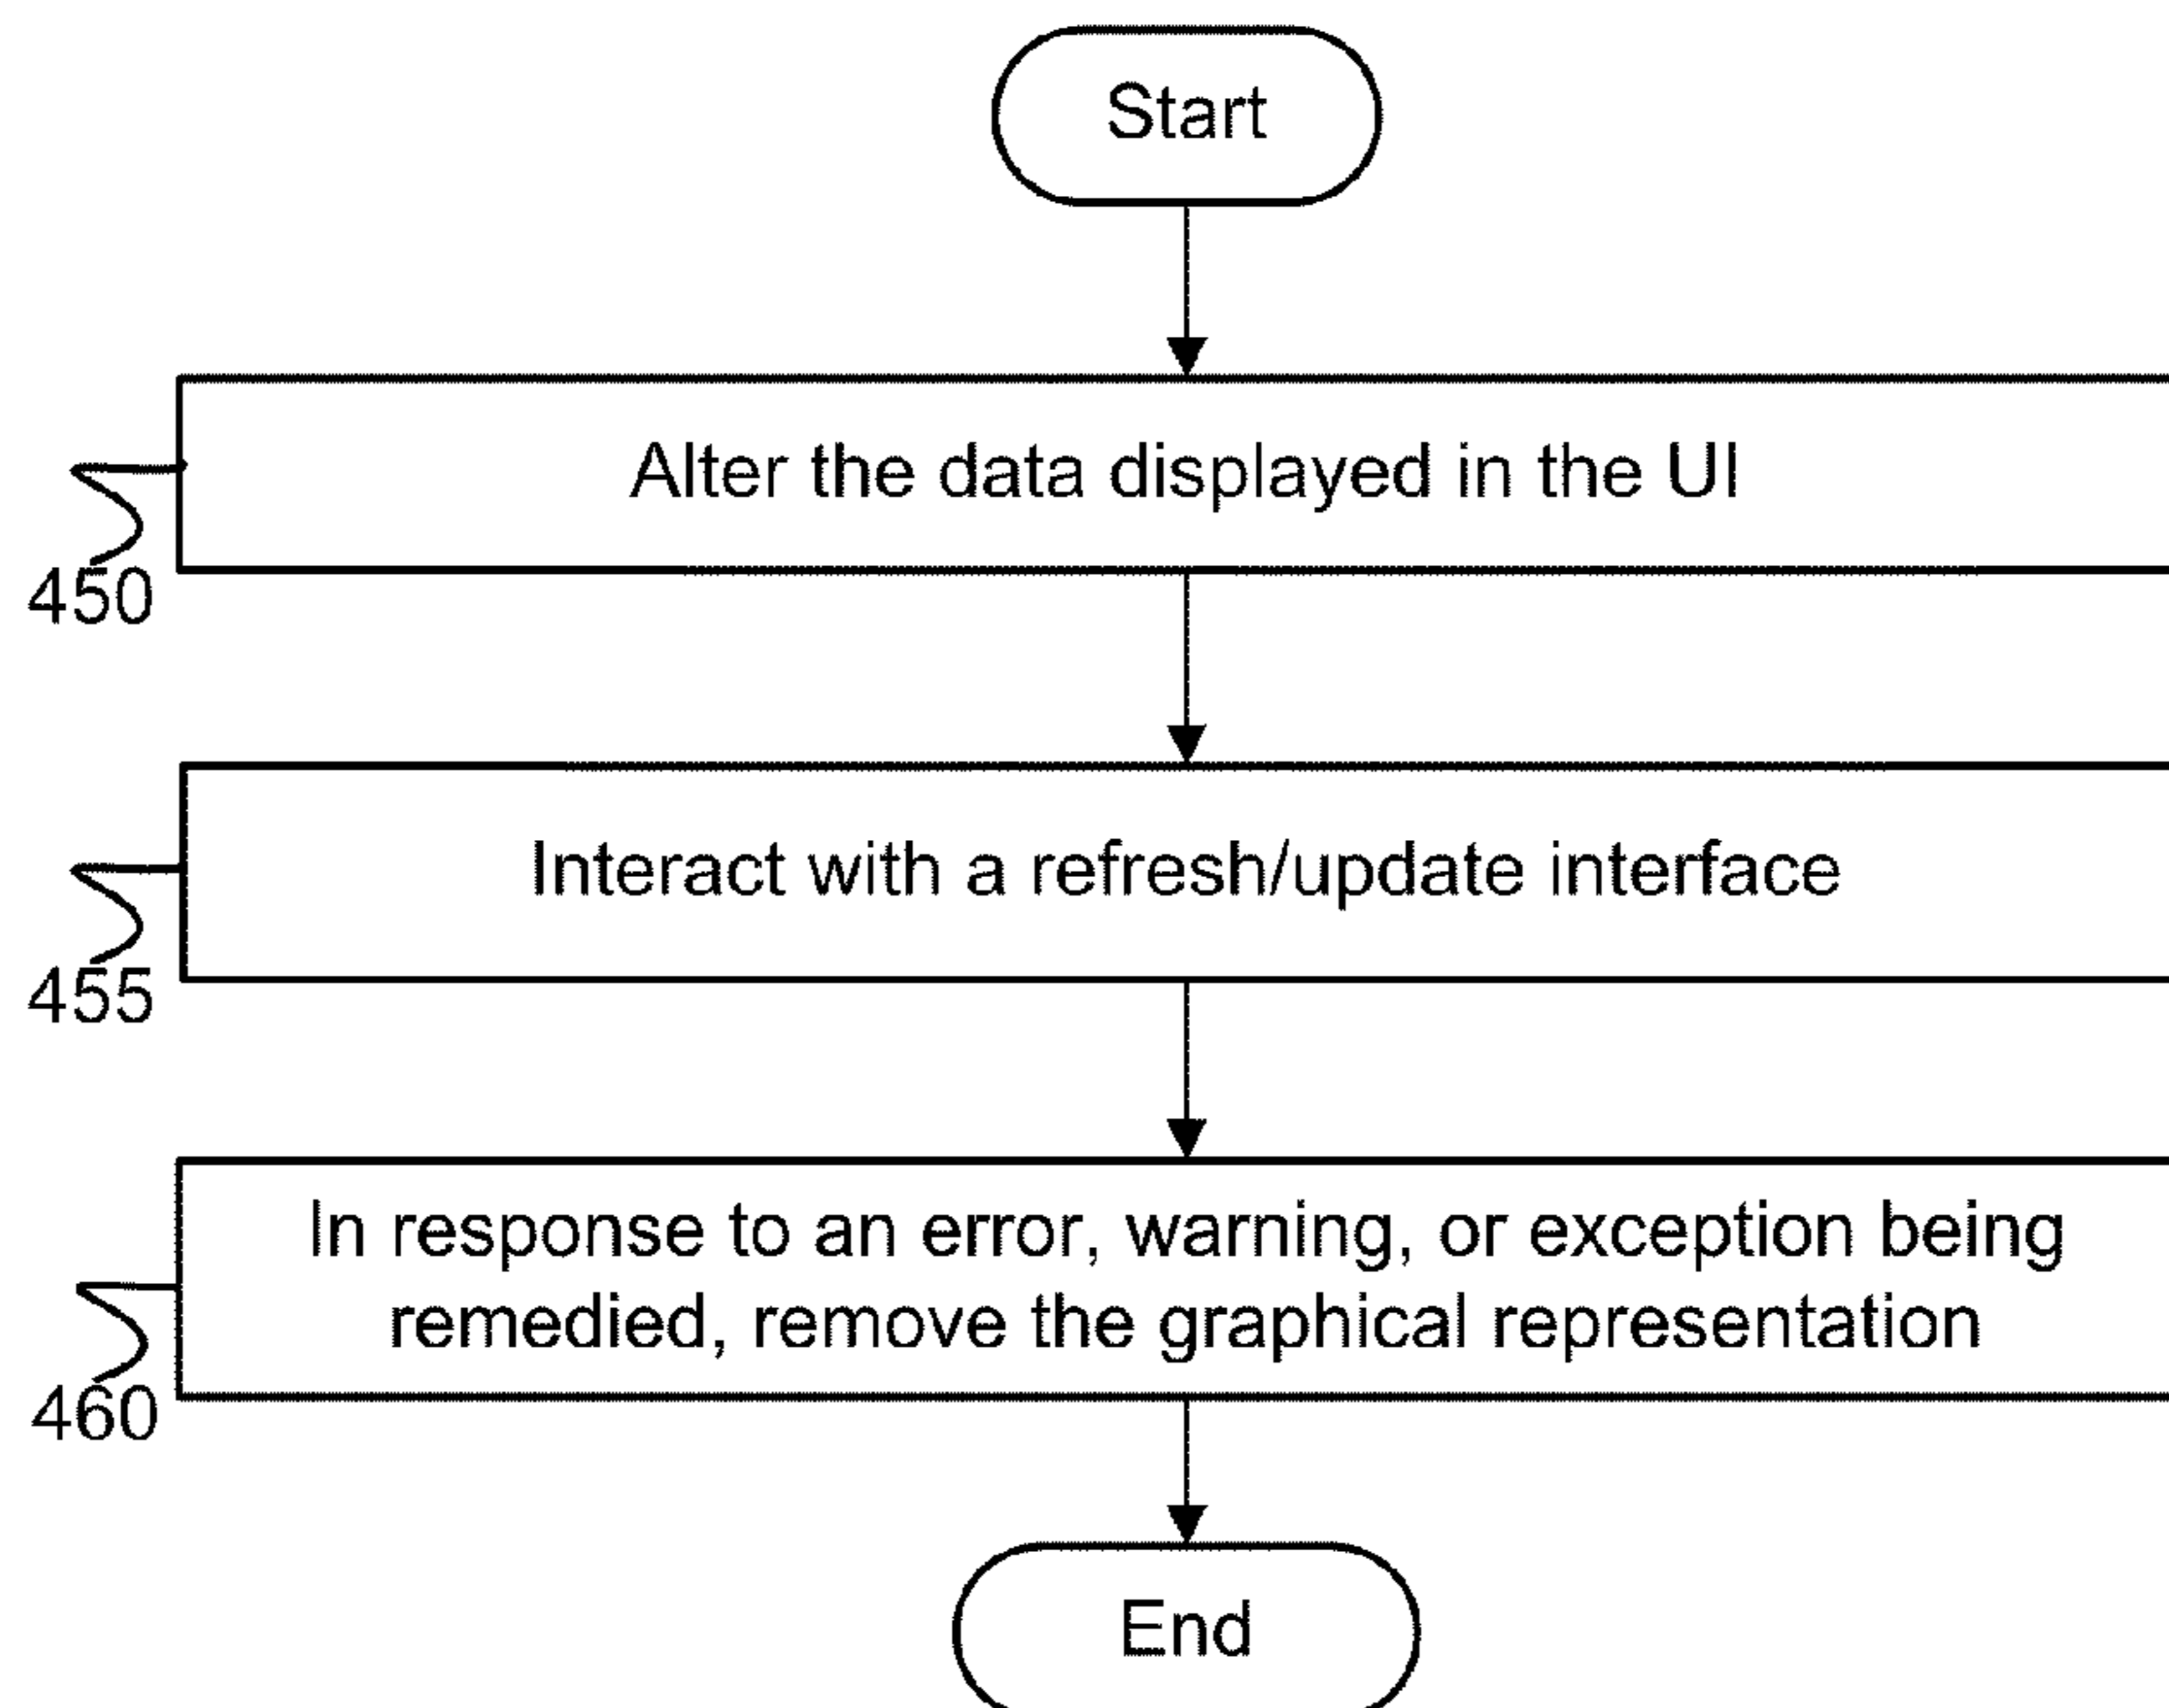 Start
Alter the data displayed in the UI
450
Interact with a refresh/update interface
455
In response to an error, warning, or exception being
remedied, remove the graphical representation
460
End